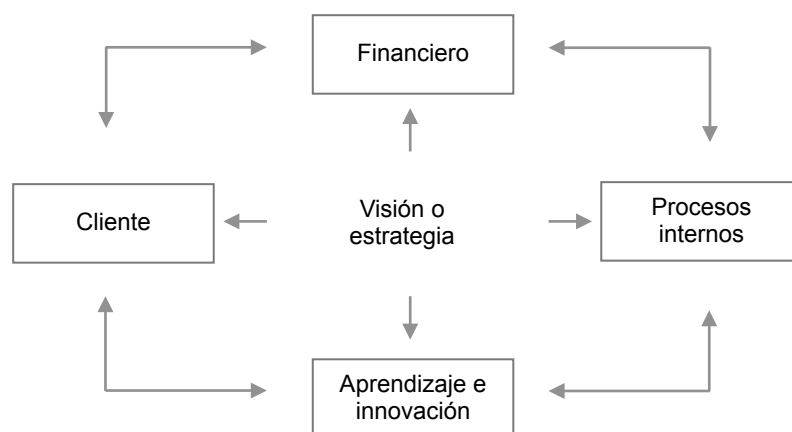 Financiero
Cliente
Visión o
estrategia
Procesos
internos
Aprendizaje e
innovación